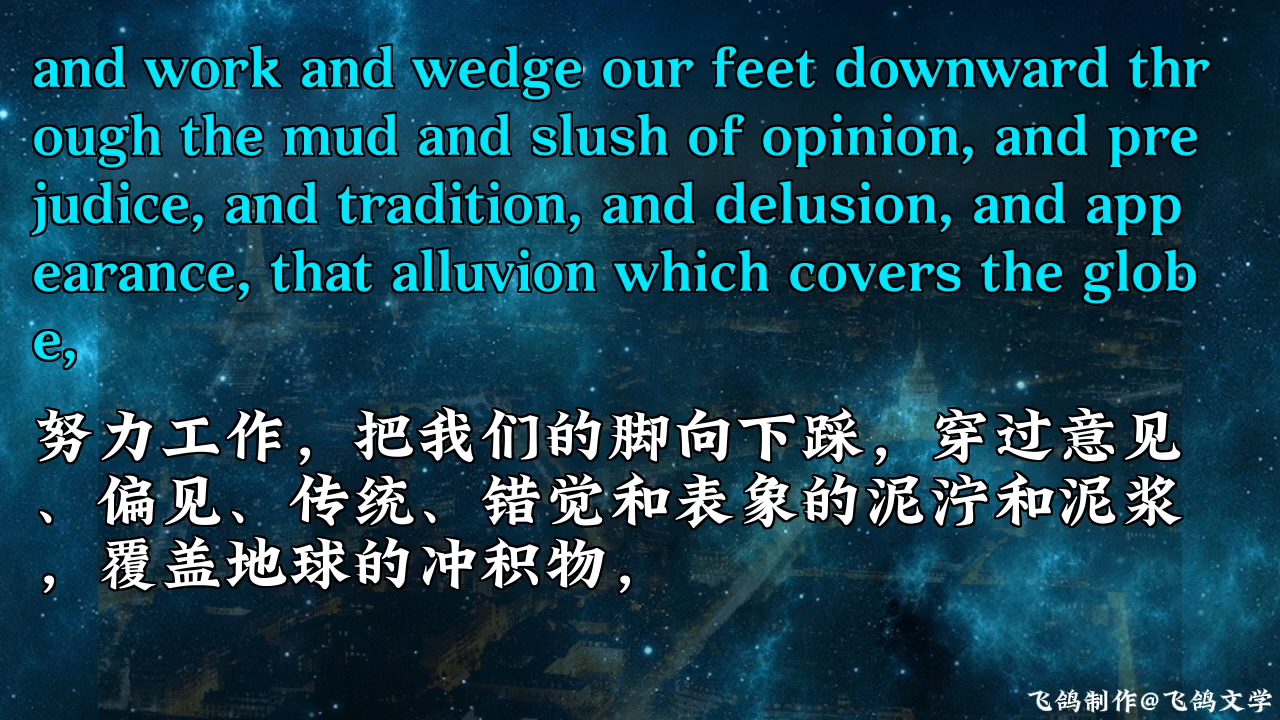 and work and wedge our feet downward thr
ough the mud and slush of opinion, and pre
judice, and tradition, and delusion, and app
earance, that alluvion which covers the glob
e,
努力工作，把我们的脚向下踩，穿过意见
、偏见、传统、错觉和表象的泥泞和泥浆
，覆盖地球的冲积物，
飞鸽制作@飞鸽文学